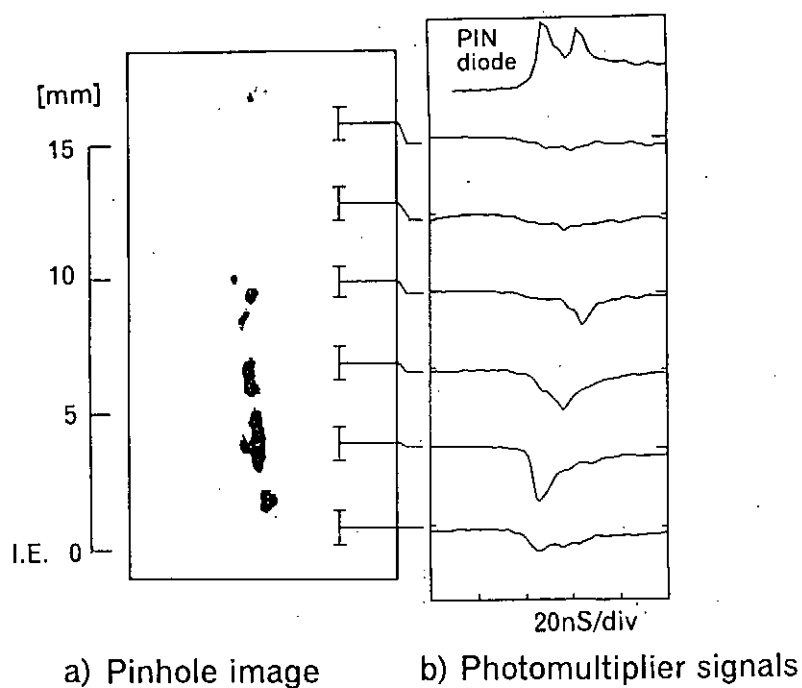 PIN
diode
[mm]
15
10
5
I.E. 0
20nS/div
a) Pinhole image
b) Photomultiplier signals